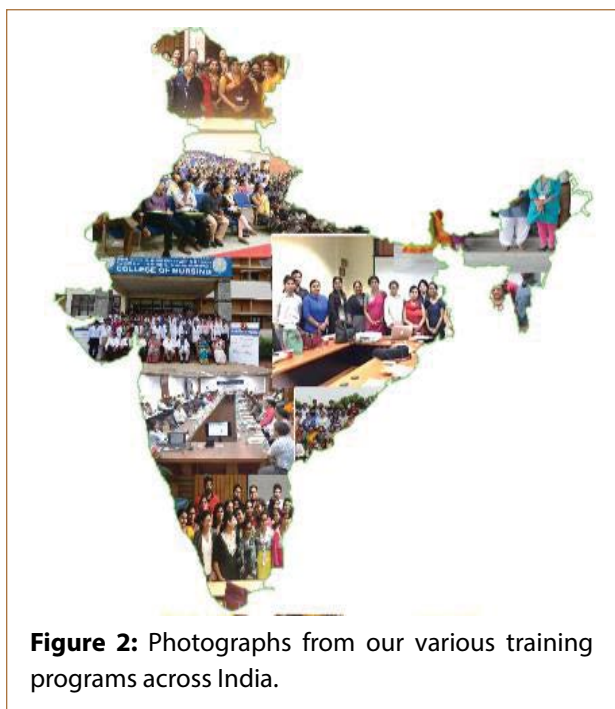 COLLEGE OF NURSING
Figure 2: Photographs from our various training
programs across India.